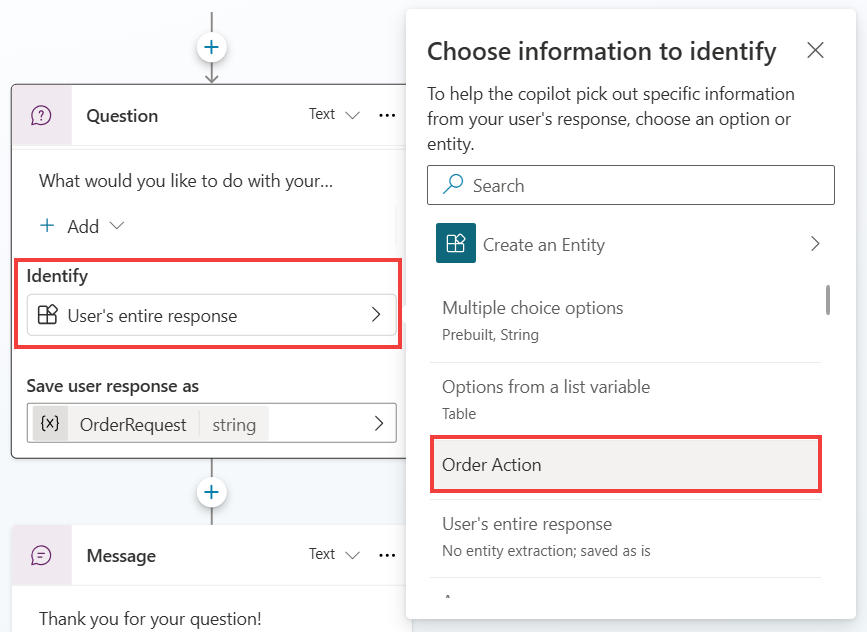 Question
Text
What would you like to do with your...
Add
Identify
User's entire response
Save user response as
{x} OrderRequest string
Message
Text
Thank you for your question!
Choose information to identify
To help the copilot pick out specific information
from your user's response, choose an option or
entity.
Search
Create an Entity
Multiple choice options
Prebuilt, String
Options from a list variable
Table
Order Action
User's entire response
No entity extraction; saved as is